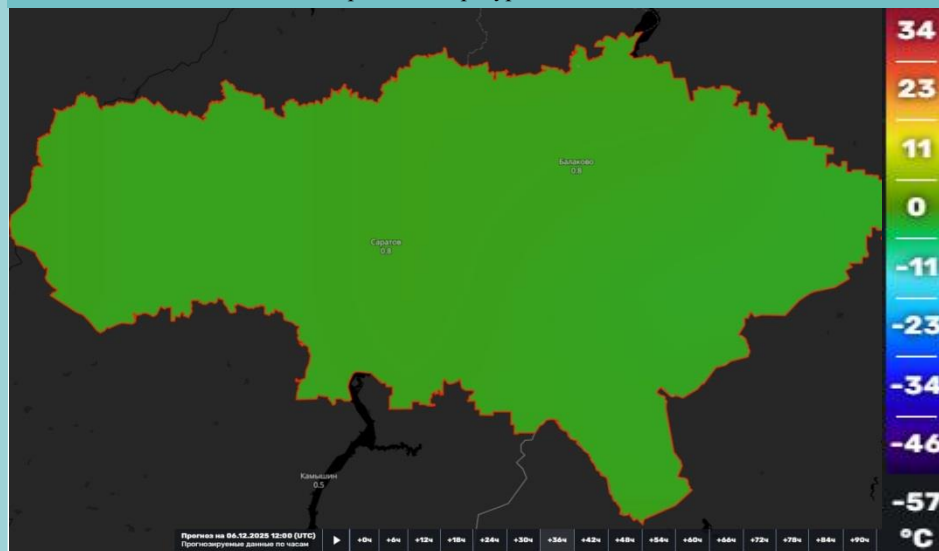 34
23
11
Балаково
0.8
0
Саратов
0.8
-11
-23
-34
-46
Камышин
0.5
-57
Прогноз на 06.12.2025 12:00 (UTC)
Прогнозируемые данные по часам
+0ч +6ч +12ч +18ч +24ч +30ч +36ч +42ч +48ч +54ч +60ч +66ч +72ч +78ч +84ч +90ч
°C